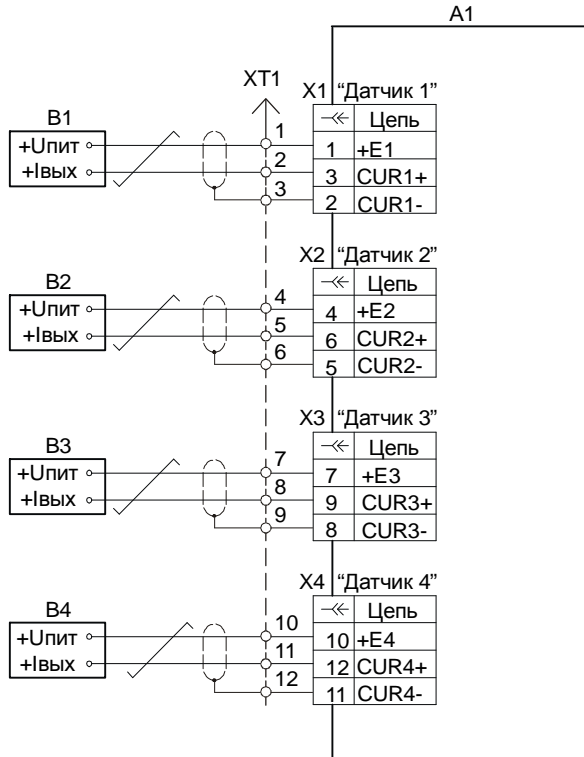 A1
XT1
X1 "Датчик 1"
B1
Цепь
+Uпит 1 1 +E1
+Iвых 2 3 CUR1+
3 2 CUR1-
X2 "Датчик 2"
B2
Цепь
+Uпит 4 4 +E2
+Iвых 5 6 CUR2+
6 5 CUR2-
X3 "Датчик 3"
B3
Цепь
+Uпит 7 7 +E3
+Iвых 8 9 CUR3+
9 8 CUR3-
X4 "Датчик 4"
B4
Цепь
+Uпит 10 10 +E4
+Iвых 11 12 CUR4+
12 11 CUR4-